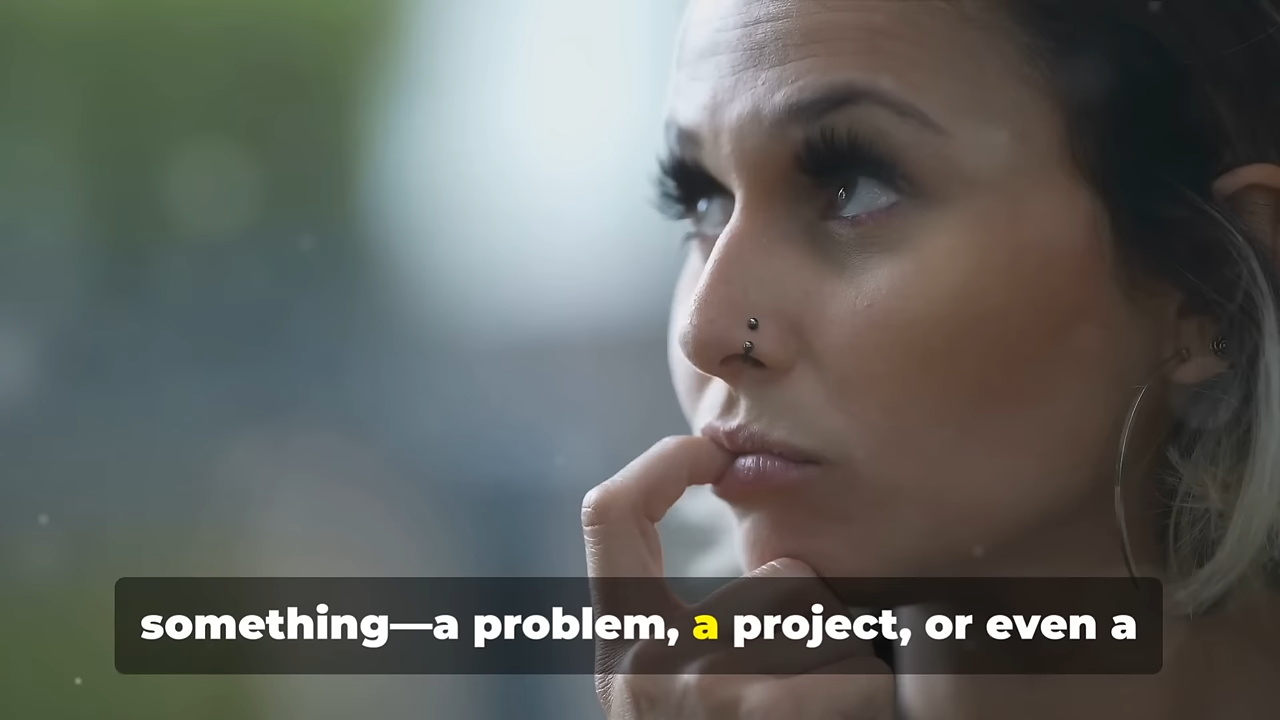 something—a problem, a project, or even a